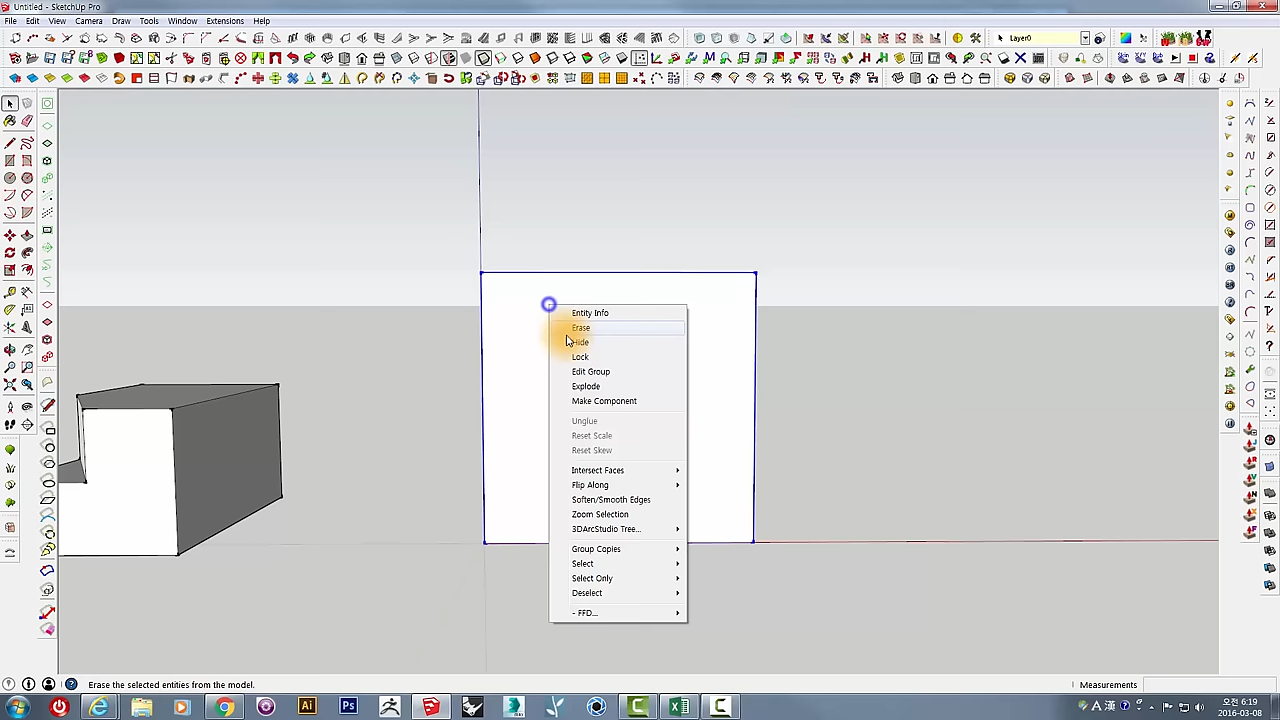 Untitled - SketchUp Pro
File Edit View Camera Draw Tools Window Extensions Help
Layer0
Entity Info
Erase
Hide
Lock
Edit Group
Explode
Make Component
Unglue
Reset Scale
Reset Skew
Intersect Faces
Flip Along
Soften/Smooth Edges
Zoom Selection
3DArcStudio Tree...
Group Copies
Select
Select Only
Deselect
- FFD...
Erase the selected entities from the model.
Measurements
Ai
Ps
A 漢
오전 6:19
2016-03-08